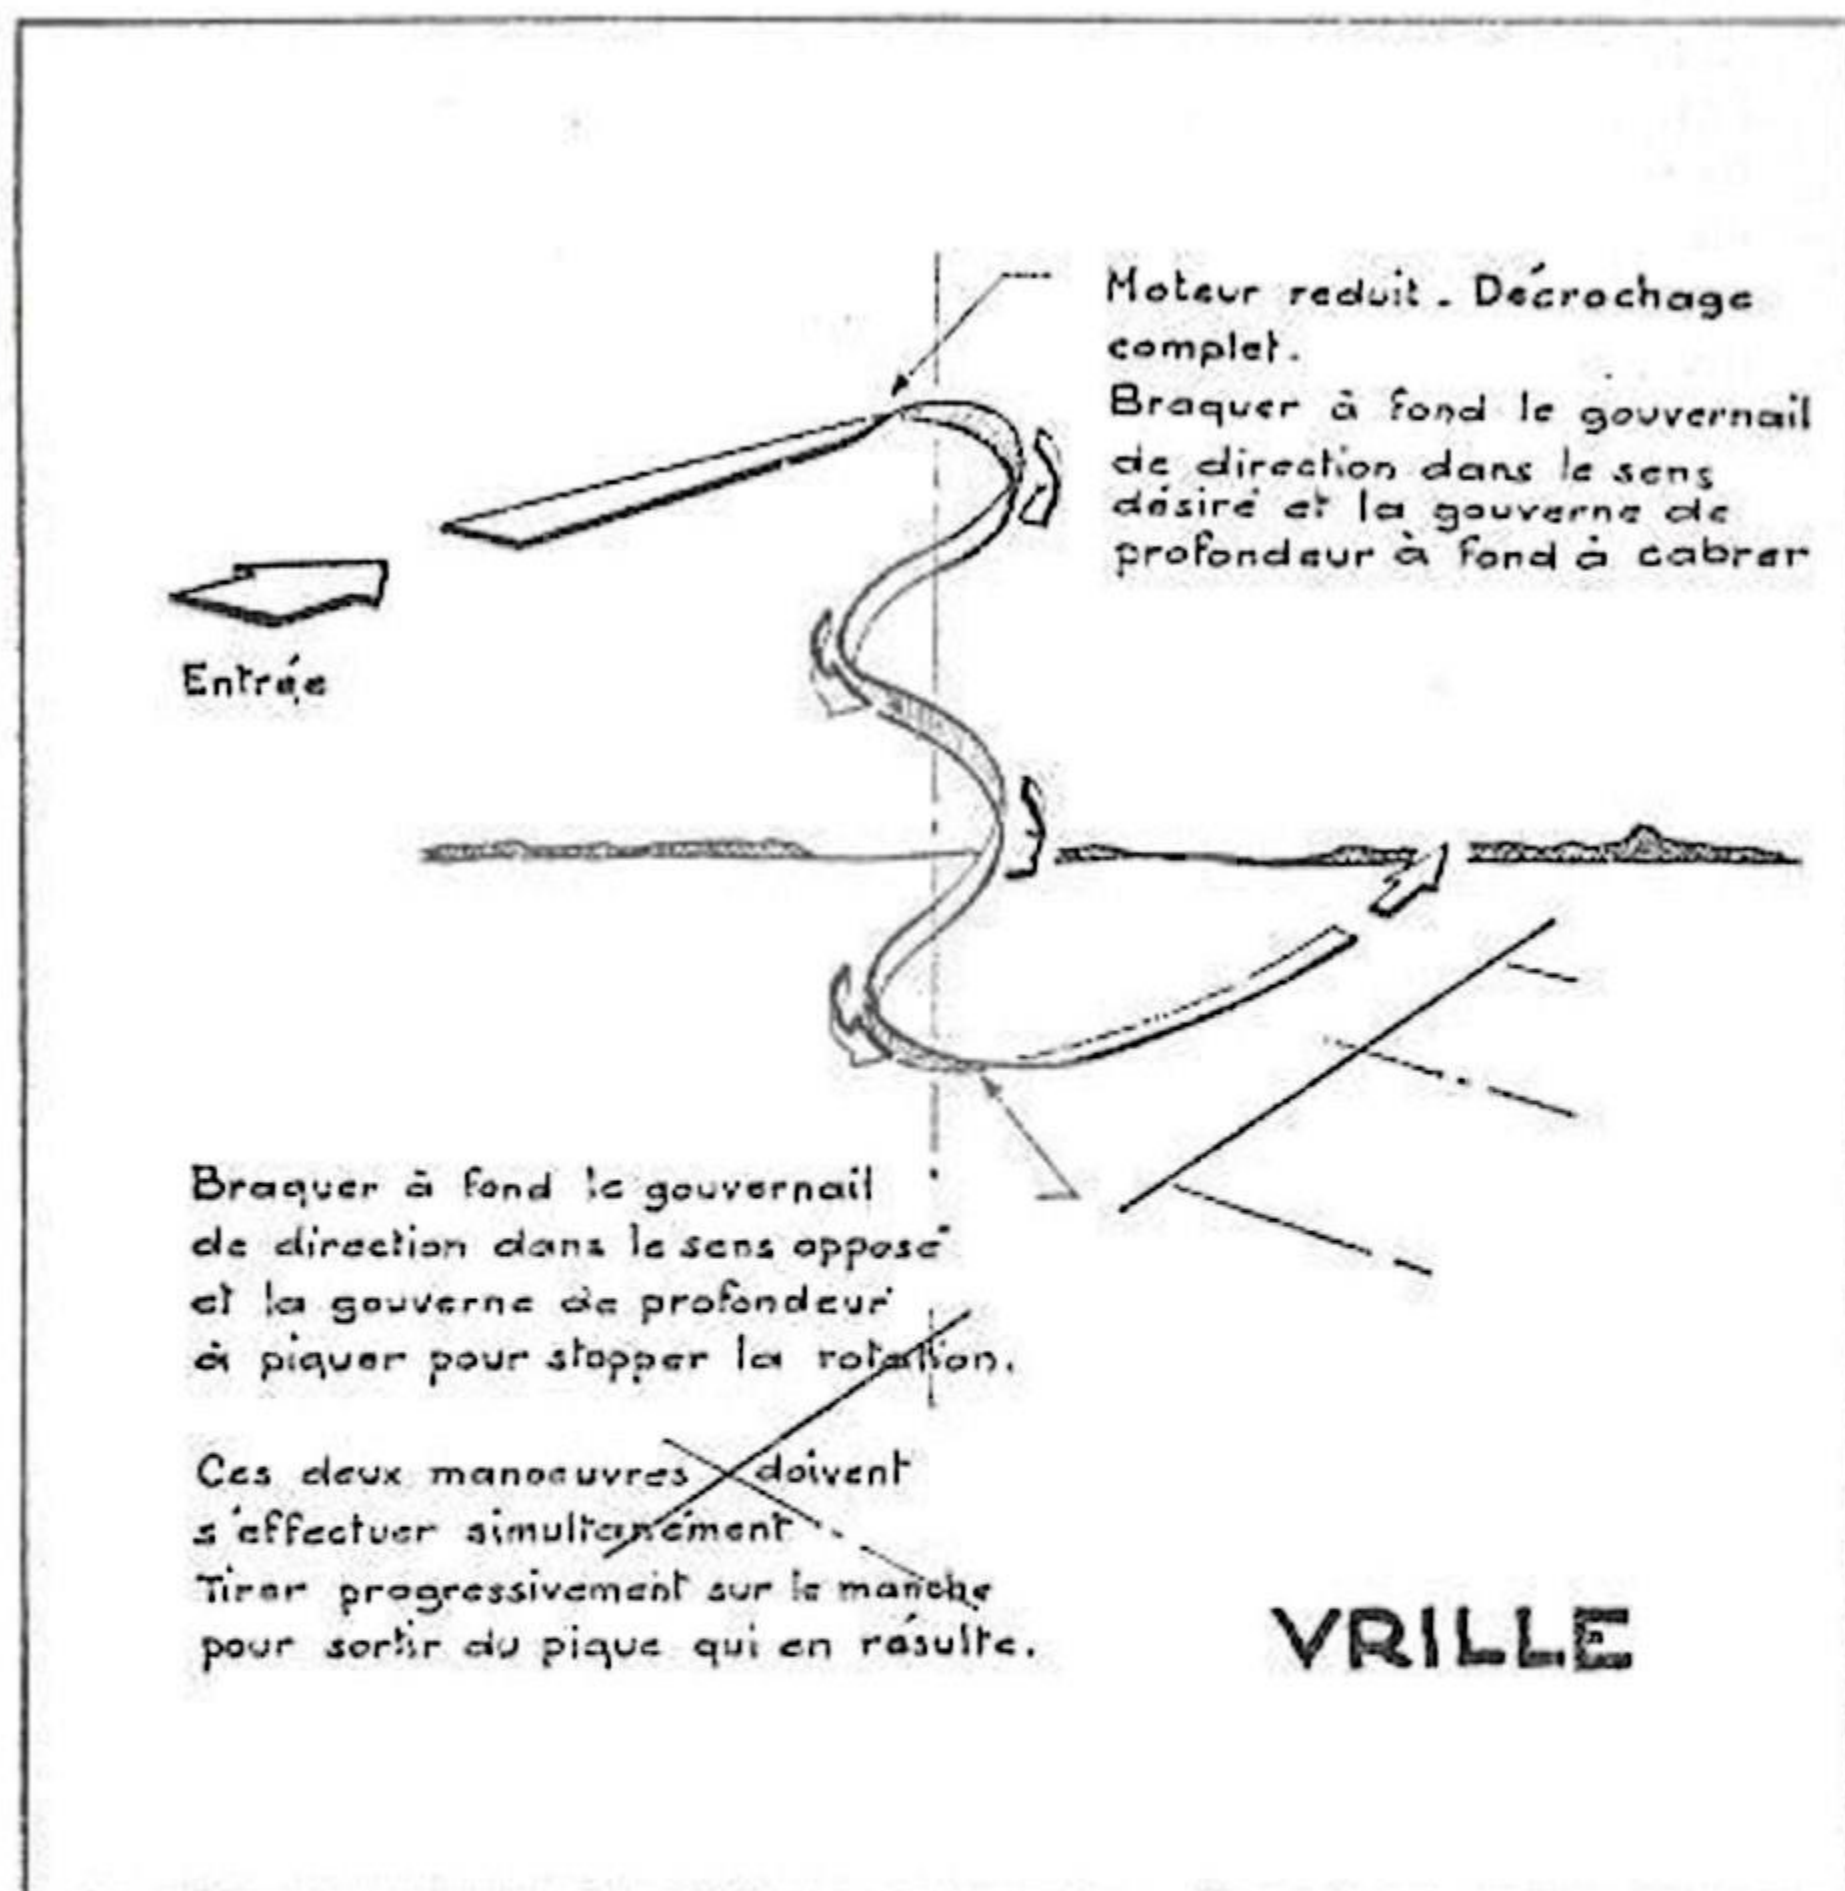 Moteur reduit. Décrochage
complet.
Braquer à fond le gouvernail
de direction dans le sens
désiré et la gouverne de
profondeur à fond à cabrer
Entrée
Braquer à fond le gouvernail
de direction dans le sens opposé
et la gouverne de profondeur
à piquer pour stopper la rotation.
Ces deux manoeuvres doivent
s'effectuer simultanément
Tirer progressivement sur le manche
pour sortir du pique qui en résulte.
VRILLE